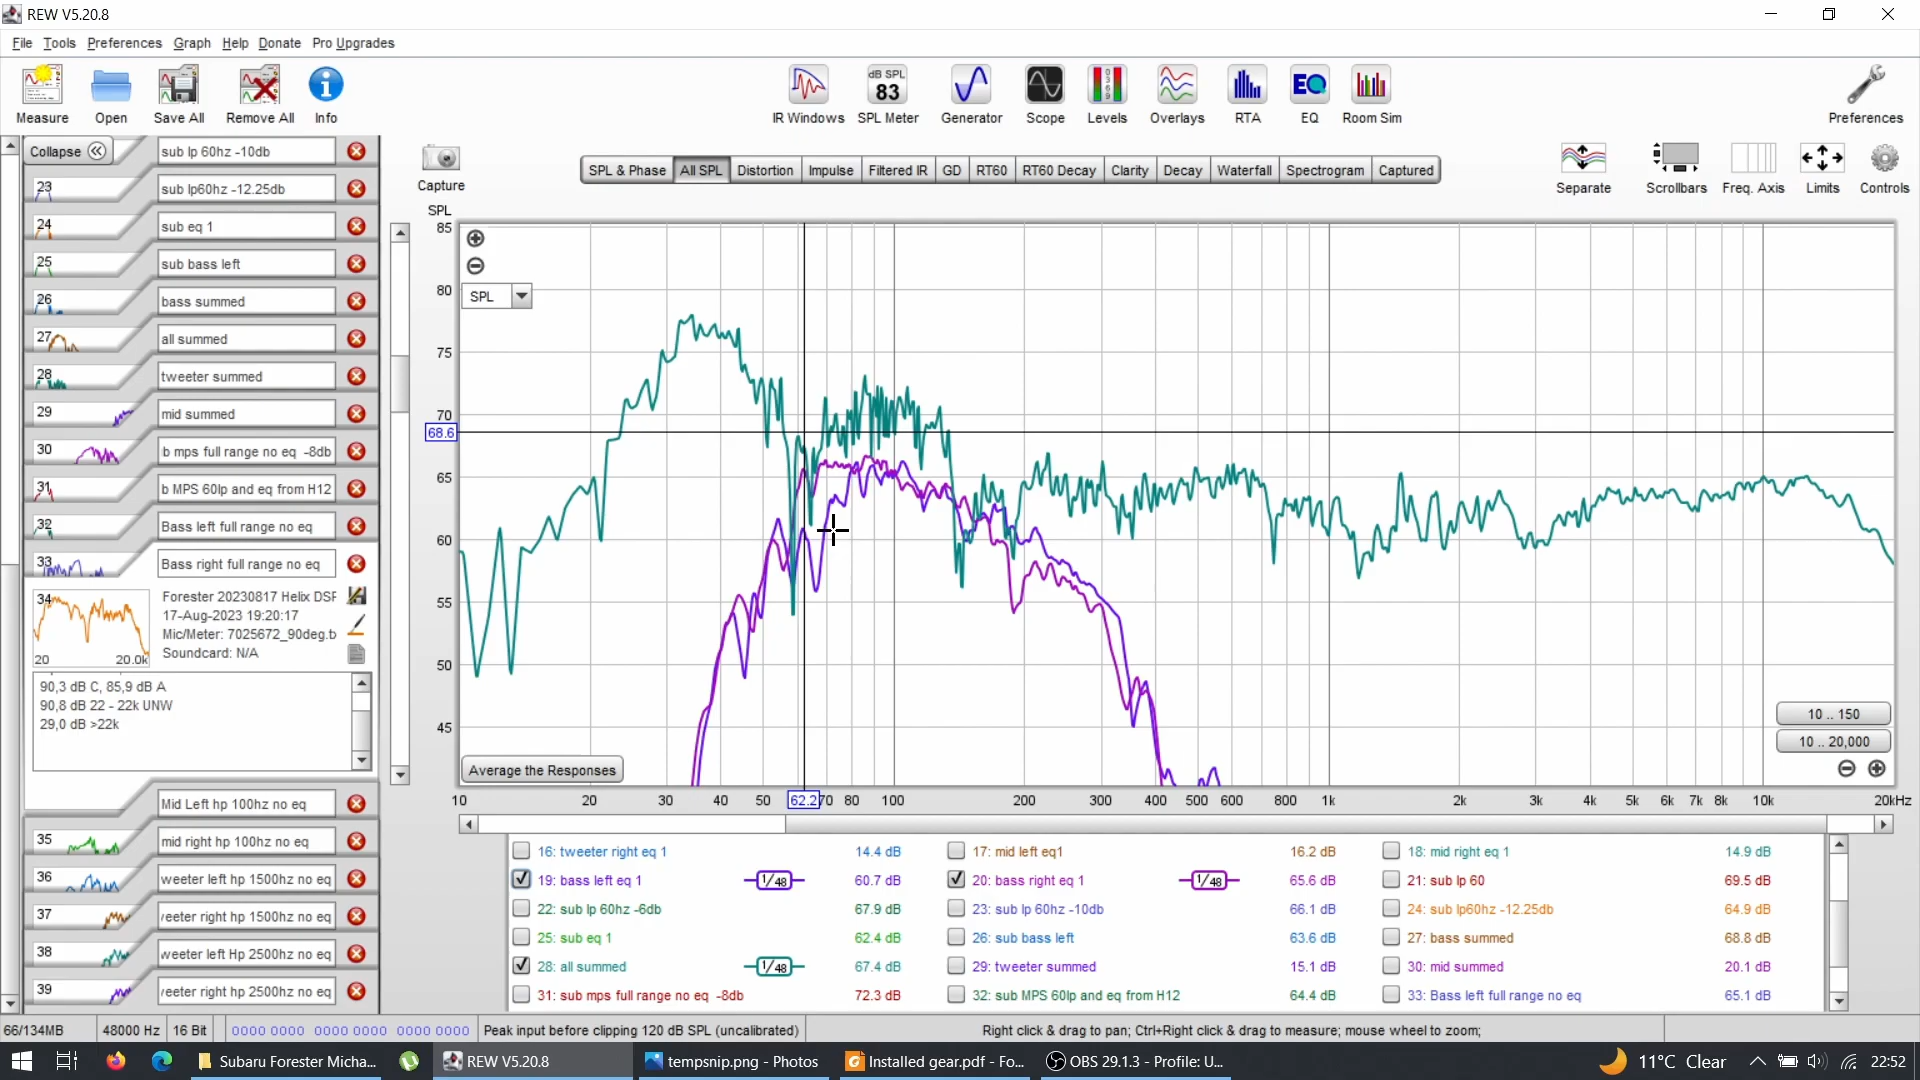 REW V5.20.8
File Tools Preferences Graph Help Donate Pro Upgrades
dB SPL
83
EQ
Measure Open Save All Remove All Info IR Windows SPL Meter Generator Scope Levels Overlays RTA EQ Room Sim Preferences
Collapse
sub lp 60hz -10db
23
sub lp60hz -12.25db
24
sub eq 1
25
sub bass left
26
bass summed
27
all summed
28
tweeter summed
29
mid summed
30
b mps full range no eq -8db
31
b MPS 60lp and eq from H12
32
Bass left full range no eq
33
Bass right full range no eq
34
20 20.0k
Forester 20230817 Helix DSF
17-Aug-2023 19:20:17
Mic/Meter: 7025672_90deg.b
Soundcard: N/A
90,3 dB C, 85,9 dB A
90,8 dB 22 - 22k UNW
29,0 dB >22k
Mid Left hp 100hz no eq
35
mid right hp 100hz no eq
36
weeter left hp 1500hz no eq
37
/eeter right hp 1500hz no eq
38
weeter left Hp 2500hz no eq
39
/eeter right hp 2500hz no eq
Capture
SPL & Phase All SPL Distortion Impulse Filtered IR GD RT60 RT60 Decay Clarity Decay Waterfall Spectrogram Captured
Separate Scrollbars Freq. Axis Limits Controls
SPL
85
80
75
70
68.6
65
60
55
50
45
SPL
Average the Responses
10 .. 150
10 .. 20,000
10 20 30 40 50 62.2 70 80 100 200 300 400 500 600 800 1k 2k 3k 4k 5k 6k 7k 8k 10k 20kHz
16: tweeter right eq 1 14.4 dB 17: mid left eq1 16.2 dB 18: mid right eq 1 14.9 dB
19: bass left eq 1 1/48 60.7 dB 20: bass right eq 1 1/48 65.6 dB 21: sub lp 60 69.5 dB
22: sub lp 60hz -6db 67.9 dB 23: sub lp 60hz -10db 66.1 dB 24: sub lp60hz -12.25db 64.9 dB
25: sub eq 1 62.4 dB 26: sub bass left 63.6 dB 27: bass summed 68.8 dB
28: all summed 1/48 67.4 dB 29: tweeter summed 15.1 dB 30: mid summed 20.1 dB
31: sub mps full range no eq -8db 72.3 dB 32: sub MPS 60lp and eq from H12 64.4 dB 33: Bass left full range no eq 65.1 dB
66/134MB 48000 Hz 16 Bit 0000 0000 0000 0000 0000 0000 Peak input before clipping 120 dB SPL (uncalibrated) Right click & drag to pan; Ctrl+Right click & drag to measure; mouse wheel to zoom;
Subaru Forester Micha... REW V5.20.8 tempsnip.png - Photos Installed gear.pdf - Fo... OBS 29.1.3 - Profile: U... 11°C Clear 22:52